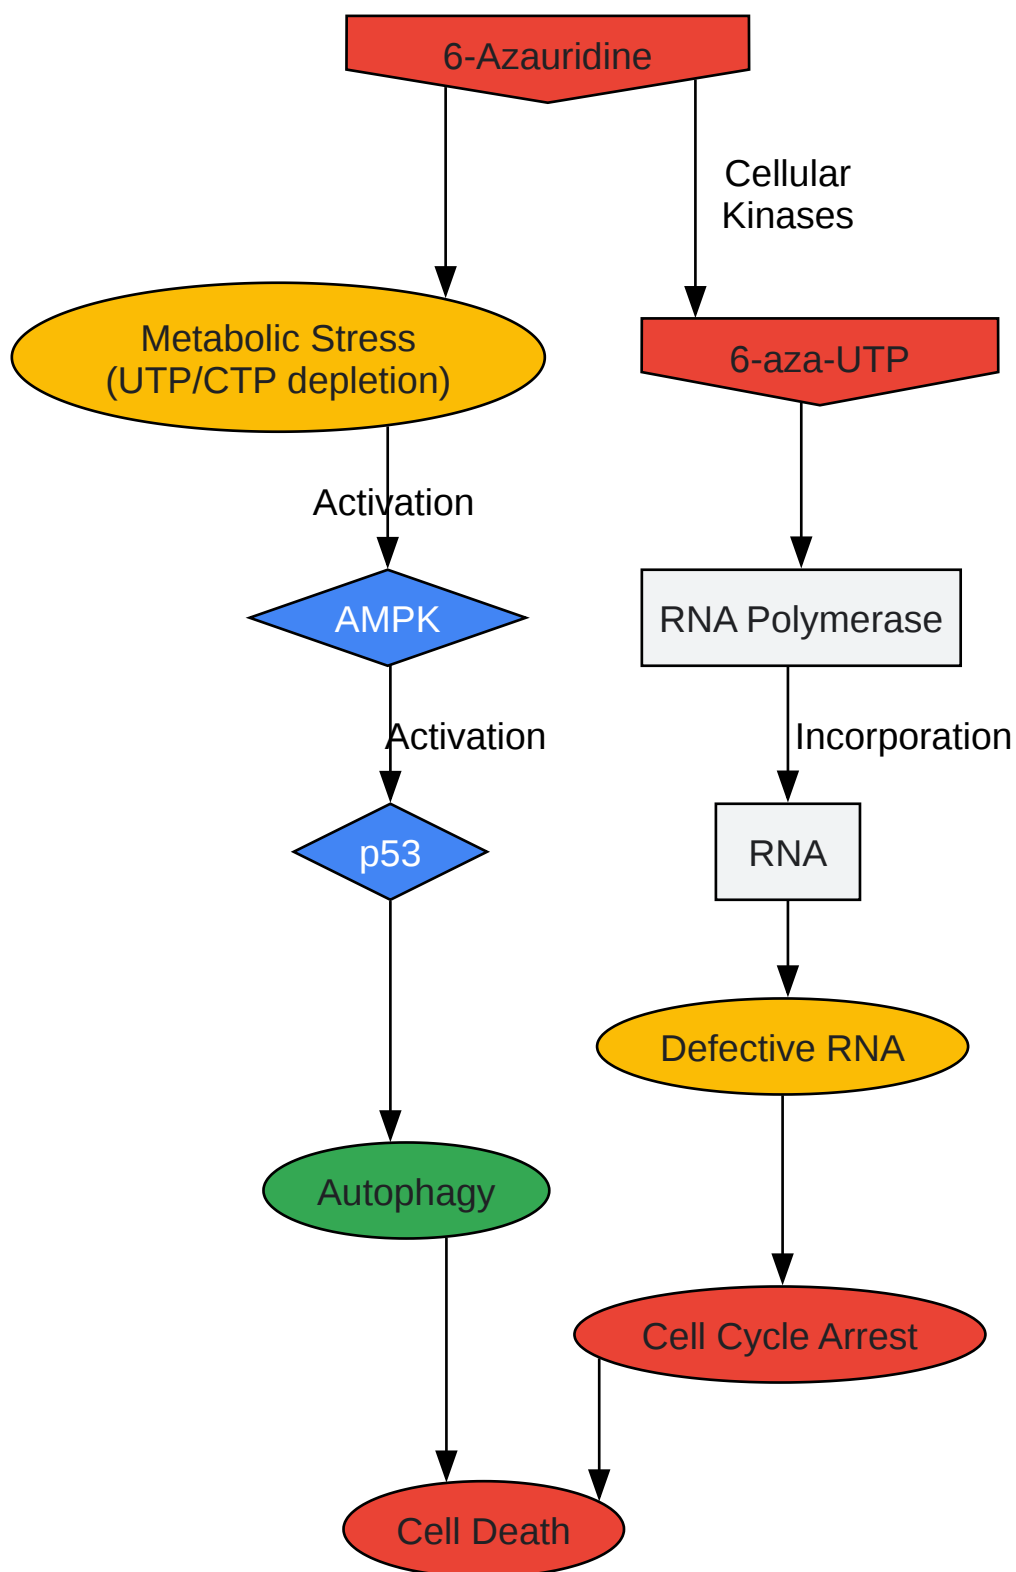 6-Azauridine
Cellular
Kinases
Metabolic Stress
(UTP/CTP depletion)
6-aza-UTP
Activation
AMPK
RNA Polymerase
Activation
Incorporation
p53
RNA
Defective RNA
Autophagy
Cell Cycle Arrest
Cell Death